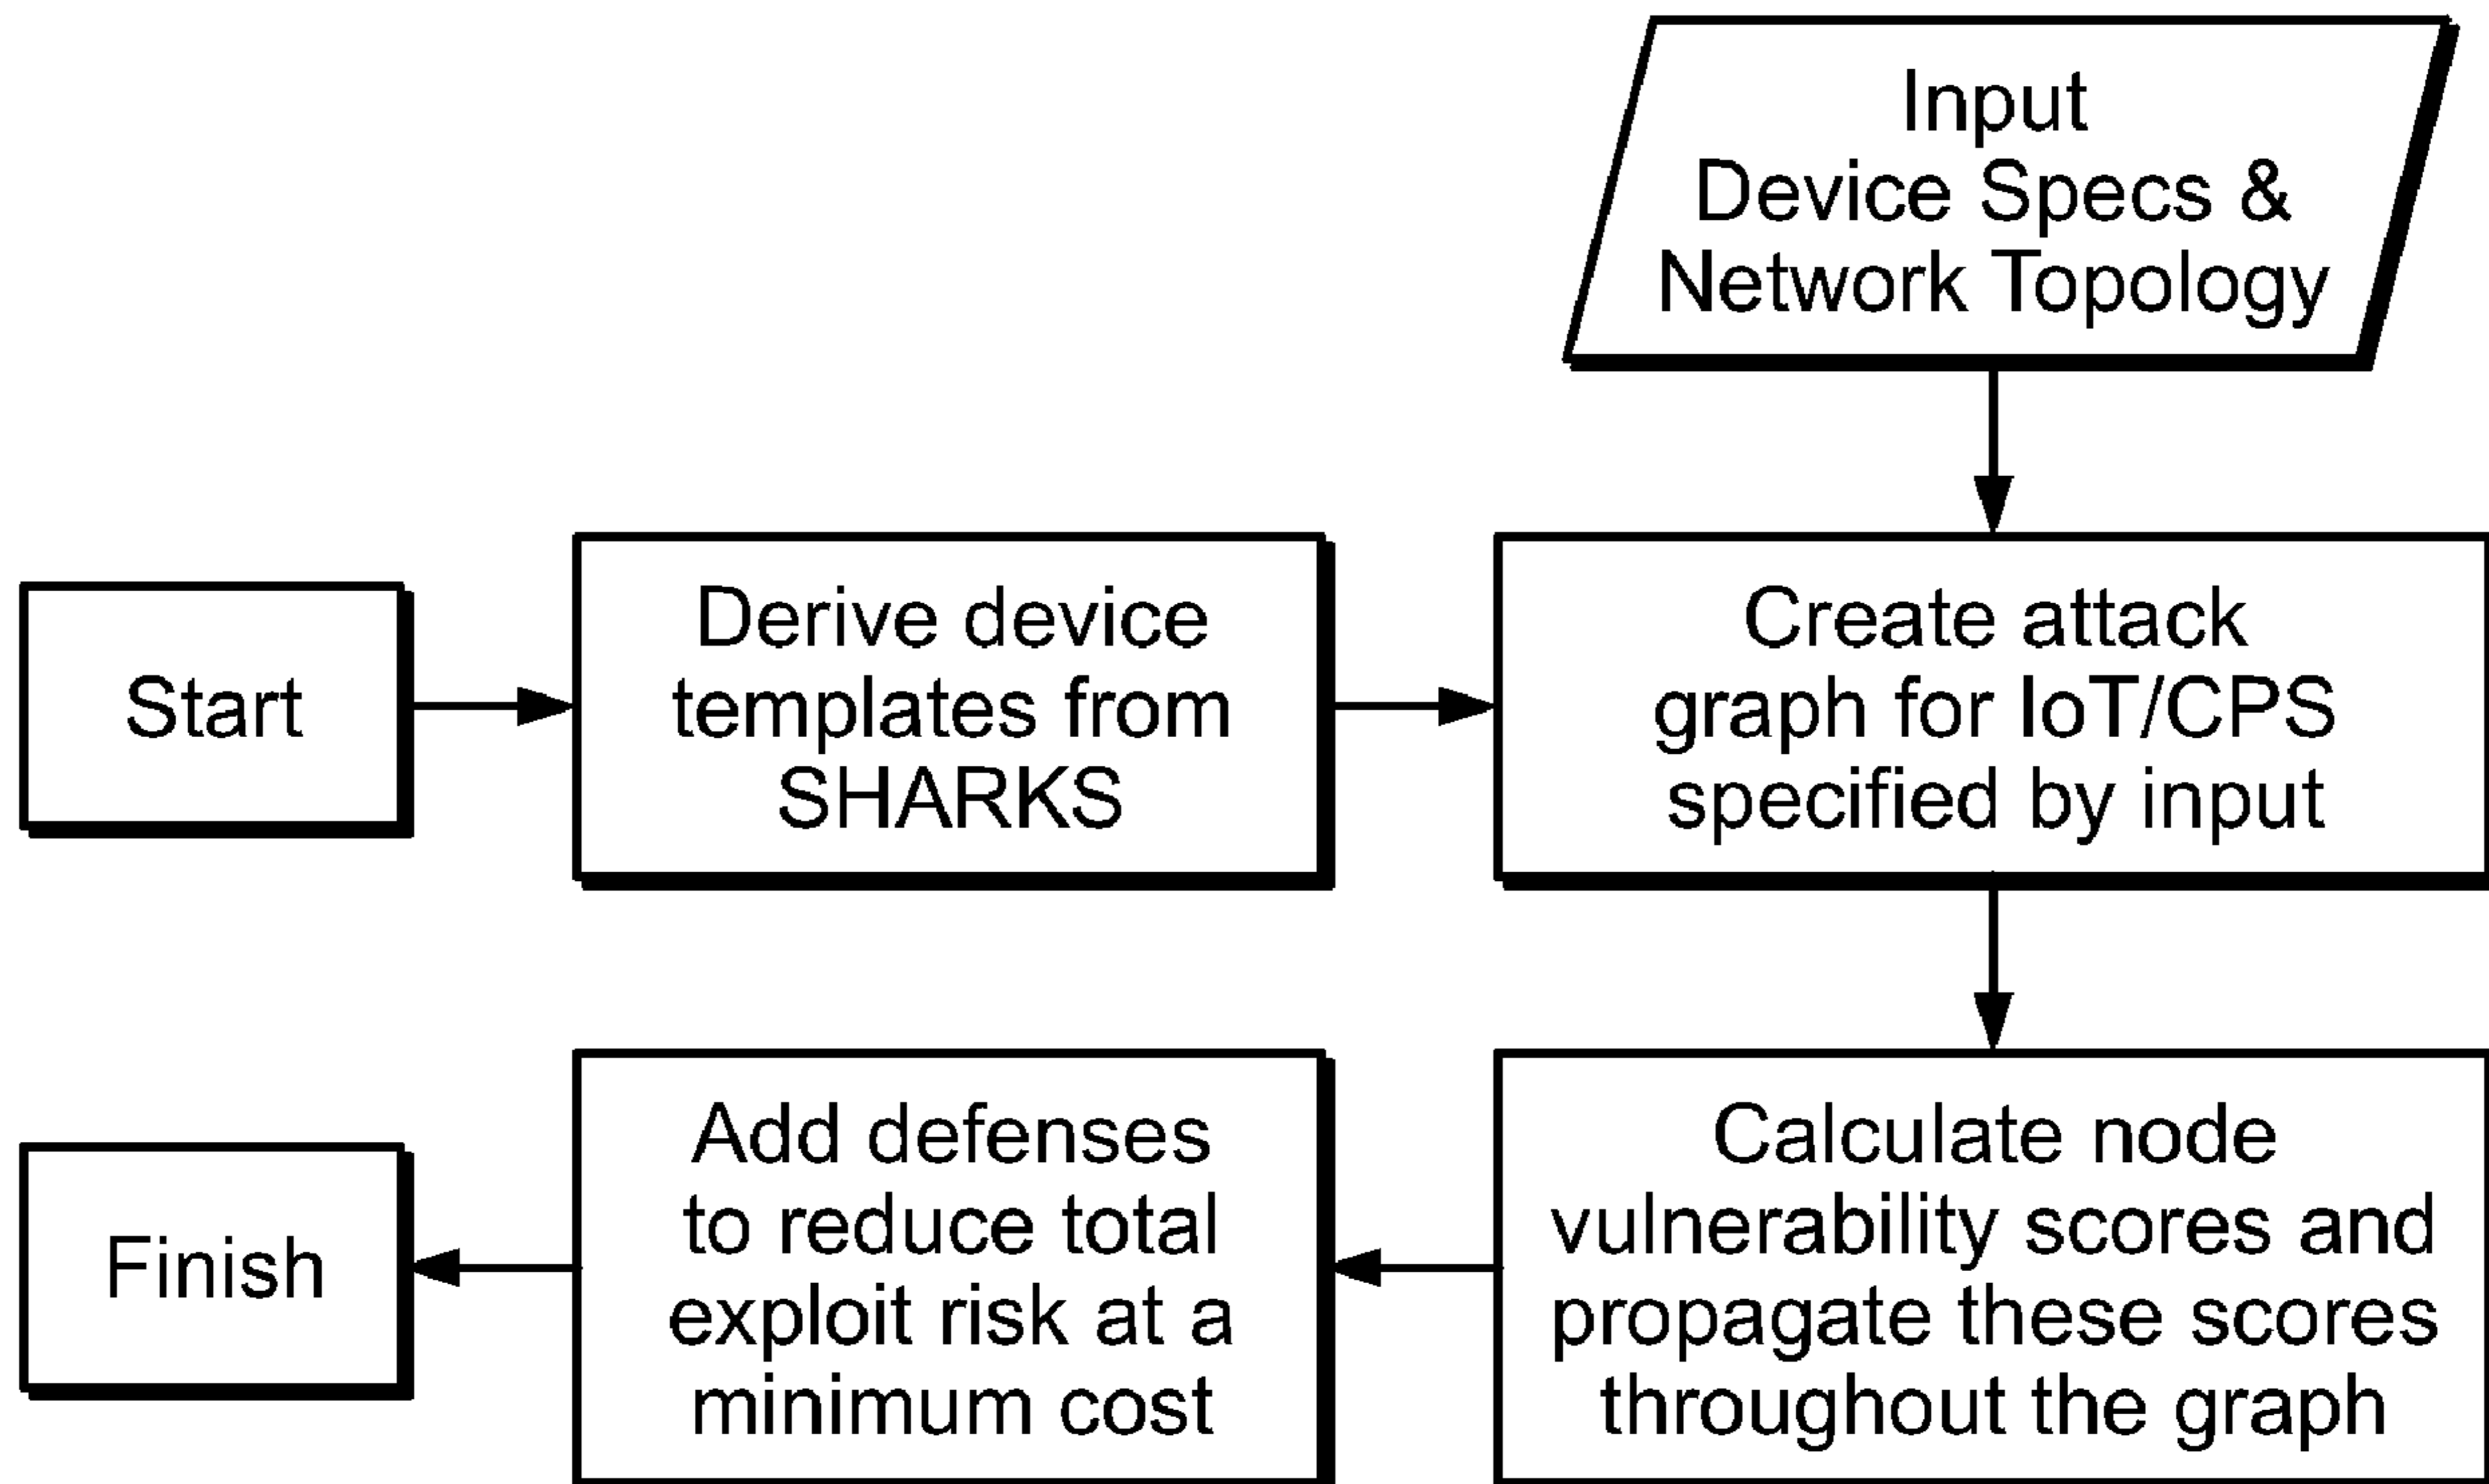 Input
Device Specs &
Network Topology
Start
Derive device
templates from
SHARKS
Create attack
graph for IoT/CPS
specified by input
Calculate node
vulnerability scores and
propagate these scores
throughout the graph
Add defenses
to reduce total
exploit risk at a
minimum cost
Finish